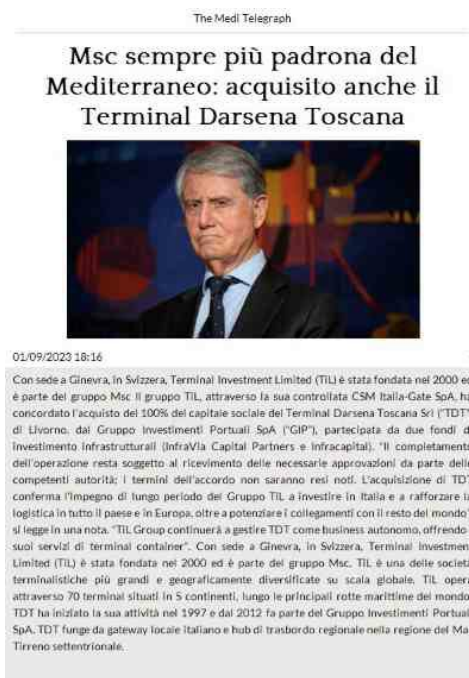 The Medi Telegraph
Msc sempre più padrona del
Mediterraneo: acquisito anche il
Terminal Darsena Toscana
01/09/2023 18:16
Con sede a Ginevra, in Svizzera, Terminal Investment Limited (TiL) è stata fondata nel 2000 ed
è parte del gruppo Msc Il gruppo TiL, attraverso la sua controllata CSM Italia-Gate SpA, ha
concordato l'acquisto del 100% del capitale sociale del Terminal Darsena Toscana Srl ("TDT")
di Livorno, dal Gruppo Investimenti Portuali SpA ("GIP"), partecipata da due fondi d
investimento infrastrutturali (InfraVia Capital Partners e Infracapital). "Il completamento
dell'operazione resta soggetto al ricevimento delle necessarie approvazioni da parte delle
competenti autorità; i termini dell'accordo non saranno resi noti. L'acquisizione di TDT
conferma l'impegno di lungo periodo del Gruppo TiL a investire in Italia e a rafforzare la
logistica in tutto il paese e in Europa, oltre a potenziare i collegamenti con il resto del mondo"
si legge in una nota. "TiL Group continuerà a gestire TDT come business autonomo, offrendo
suoi servizi di terminal container". Con sede a Ginevra, in Svizzera, Terminal Investment
Limited (TiL) è stata fondata nel 2000 ed è parte del gruppo Msc. TiL è una delle società
terminalistiche più grandi e geograficamente diversificate su scala globale. TiL opera
attraverso 70 terminal situati in 5 continenti, lungo le principali rotte marittime del mondo
TDT ha iniziato la sua attività nel 1997 e dal 2012 fa parte del Gruppo Investimenti Portuali
SpA. TDT funge da gateway locale italiano e hub di trasbordo regionale nella regione del Mar
Tirreno settentrionale.